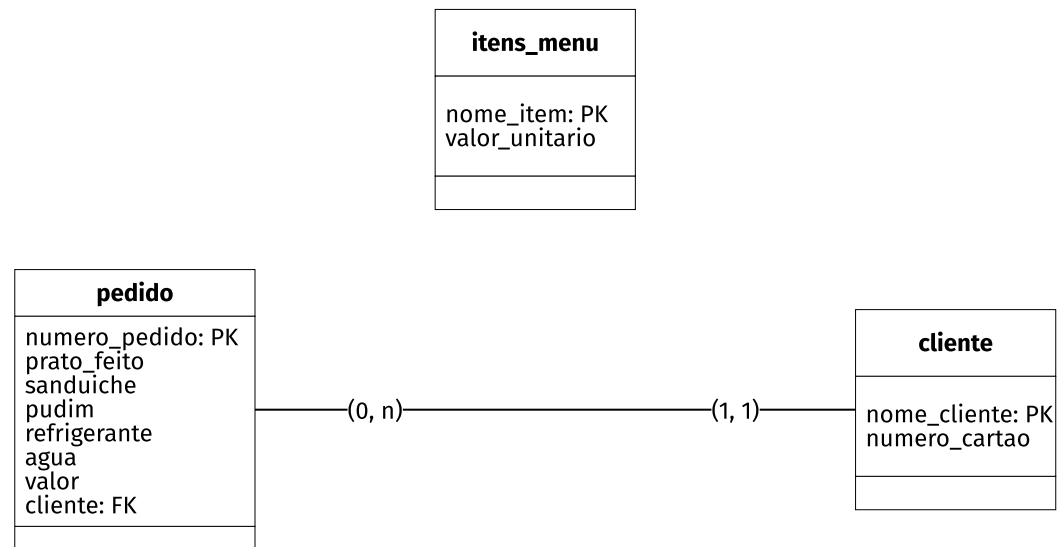 itens_menu
nome_item: PK
valor_unitario
pedido
numero_pedido: PK
prato_feito
sanduiche
pudim
refrigerante
agua
valor
cliente: FK
(0, n)
(1, 1)
cliente
nome_cliente: PK
numero_cartao